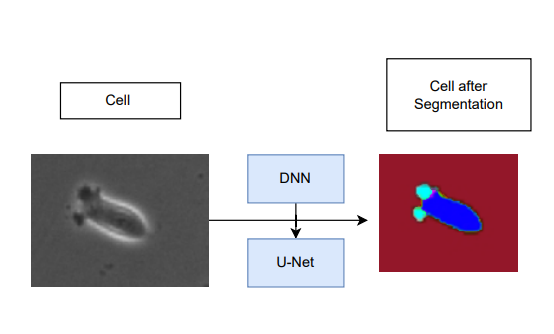 Cell
Cell after
Segmentation
DNN
U-Net